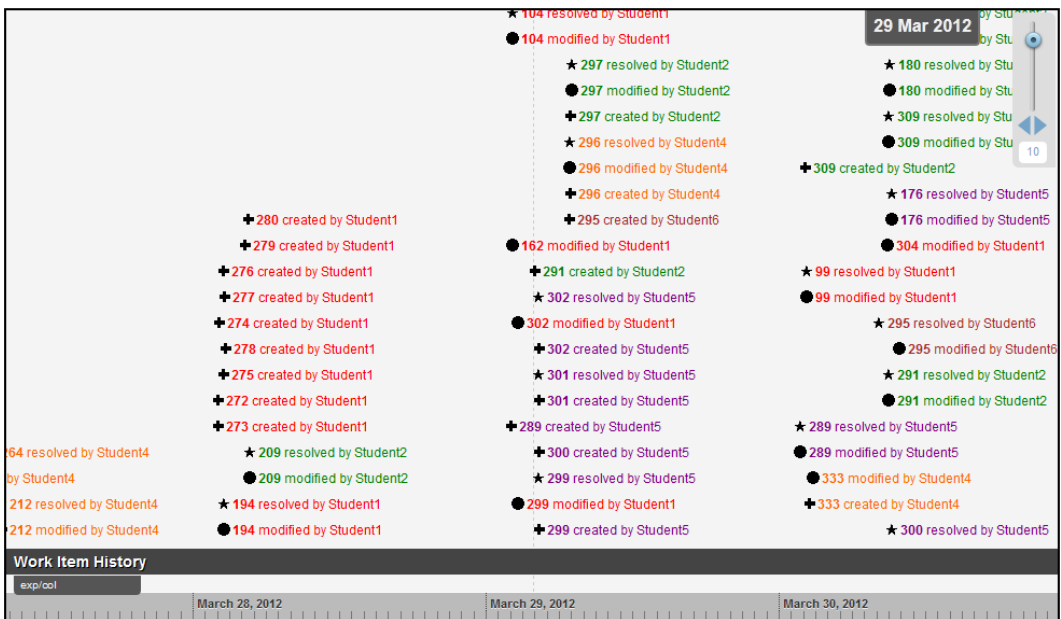 104 resolved by Student1
29 Mar 2012
104 modified by Student1
by Stu
297 resolved by Student2
180 resolved by Stu
297 modified by Student2
180 modified by Stu
297 created by Student2
309 resolved by Stu
296 resolved by Student4
309 modified by Stu
10
296 modified by Student4
309 created by Student2
296 created by Student4
176 resolved by Student5
280 created by Student1
295 created by Student6
176 modified by Student5
279 created by Student1
162 modified by Student1
304 modified by Student1
276 created by Student1
291 created by Student2
99 resolved by Student1
277 created by Student1
302 resolved by Student5
99 modified by Student1
274 created by Student1
302 modified by Student1
295 resolved by Student6
278 created by Student1
302 created by Student5
295 modified by Student6
275 created by Student1
301 resolved by Student5
291 resolved by Student2
272 created by Student1
301 created by Student5
291 modified by Student2
273 created by Student1
289 created by Student5
289 resolved by Student5
264 resolved by Student4
209 resolved by Student2
300 created by Student5
289 modified by Student5
by Student4
209 modified by Student2
299 resolved by Student5
333 modified by Student4
212 resolved by Student4
194 resolved by Student1
299 modified by Student1
333 created by Student4
212 modified by Student4
194 modified by Student1
299 created by Student5
300 resolved by Student5
Work Item History
exp/col
March 28, 2012
March 29, 2012
March 30, 2012